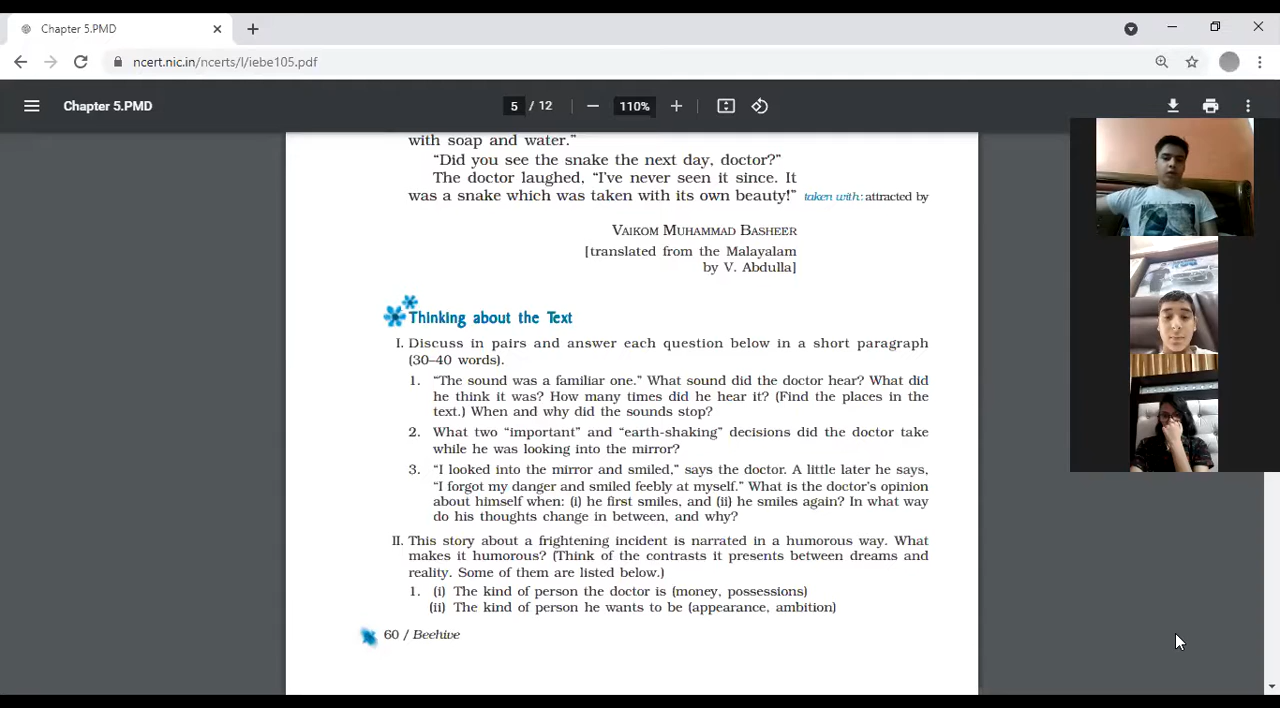 Chapter 5.PMD
ncert.nic.in/ncerts/l/iebe105.pdf
Chapter 5.PMD
5 / 12
110%
with soap and water.”
“Did you see the snake the next day, doctor?”
The doctor laughed, “I’ve never seen it since. It
was a snake which was taken with its own beauty!” taken with: attracted by
VAIKOM MUHAMMAD BASHEER
[translated from the Malayalam
by V. Abdulla]
Thinking about the Text
I. Discuss in pairs and answer each question below in a short paragraph
(30–40 words).
1. “The sound was a familiar one.” What sound did the doctor hear? What did
he think it was? How many times did he hear it? (Find the places in the
text.) When and why did the sounds stop?
2. What two “important” and “earth-shaking” decisions did the doctor take
while he was looking into the mirror?
3. “I looked into the mirror and smiled,” says the doctor. A little later he says,
“I forgot my danger and smiled feebly at myself.” What is the doctor’s opinion
about himself when: (i) he first smiles, and (ii) he smiles again? In what way
do his thoughts change in between, and why?
II. This story about a frightening incident is narrated in a humorous way. What
makes it humorous? (Think of the contrasts it presents between dreams and
reality. Some of them are listed below.)
1. (i) The kind of person the doctor is (money, possessions)
(ii) The kind of person he wants to be (appearance, ambition)
60 / Beehive